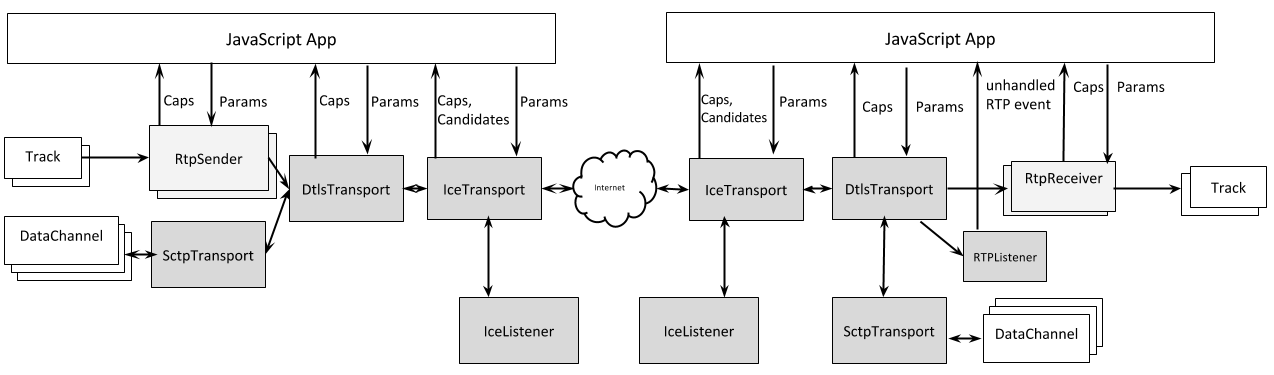 JavaScript App
JavaScript App
Caps
Params
Caps
Params
Caps,
Candidates
Params
Caps,
Candidates
Params
Caps
Params
unhandled
RTP event
Caps
Params
Track
RtpSender
DtlsTransport
IceTransport
Internet
IceTransport
DtlsTransport
RtpReceiver
Track
DataChannel
SctpTransport
RTPListener
IceListener
IceListener
SctpTransport
DataChannel